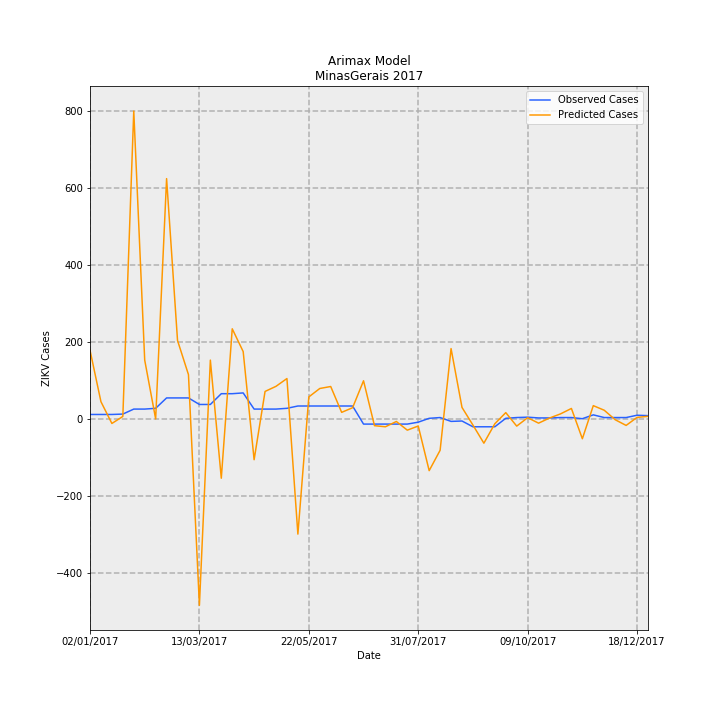 Arimax Model
MinasGerais 2017
Observed Cases
Predicted Cases
800
600
400
200
0
−200
−400
ZIKV Cases
02/01/2017
13/03/2017
22/05/2017
31/07/2017
09/10/2017
18/12/2017
Date